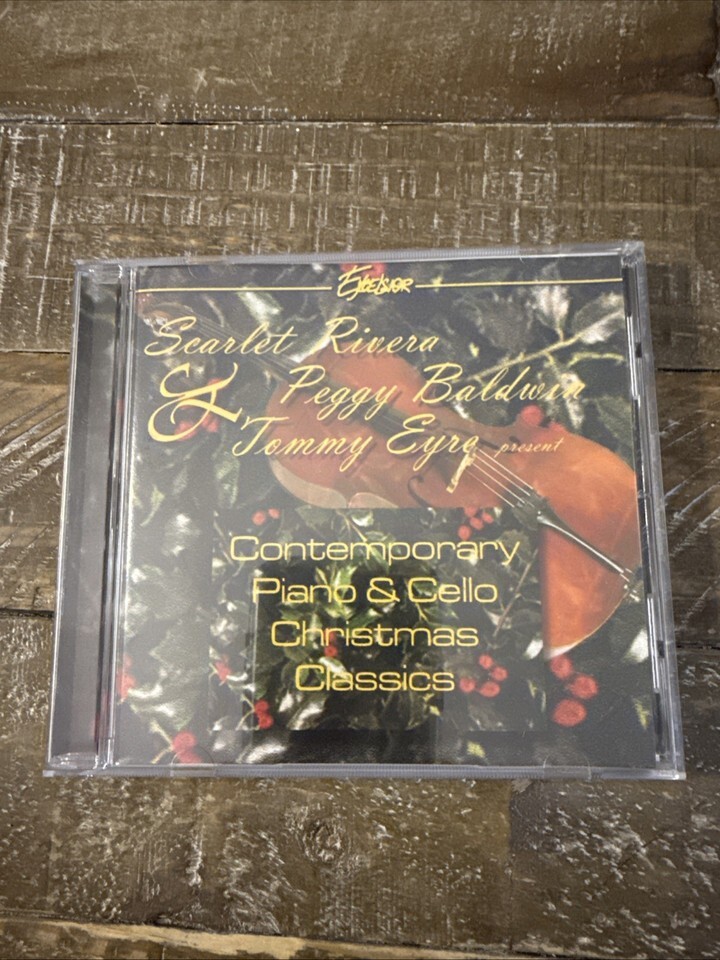 Excelsior
Scarlet Rivera
& Peggy Baldwin
Tommy Eyre present
Contemporary
Piano & Cello
Christmas
Classics